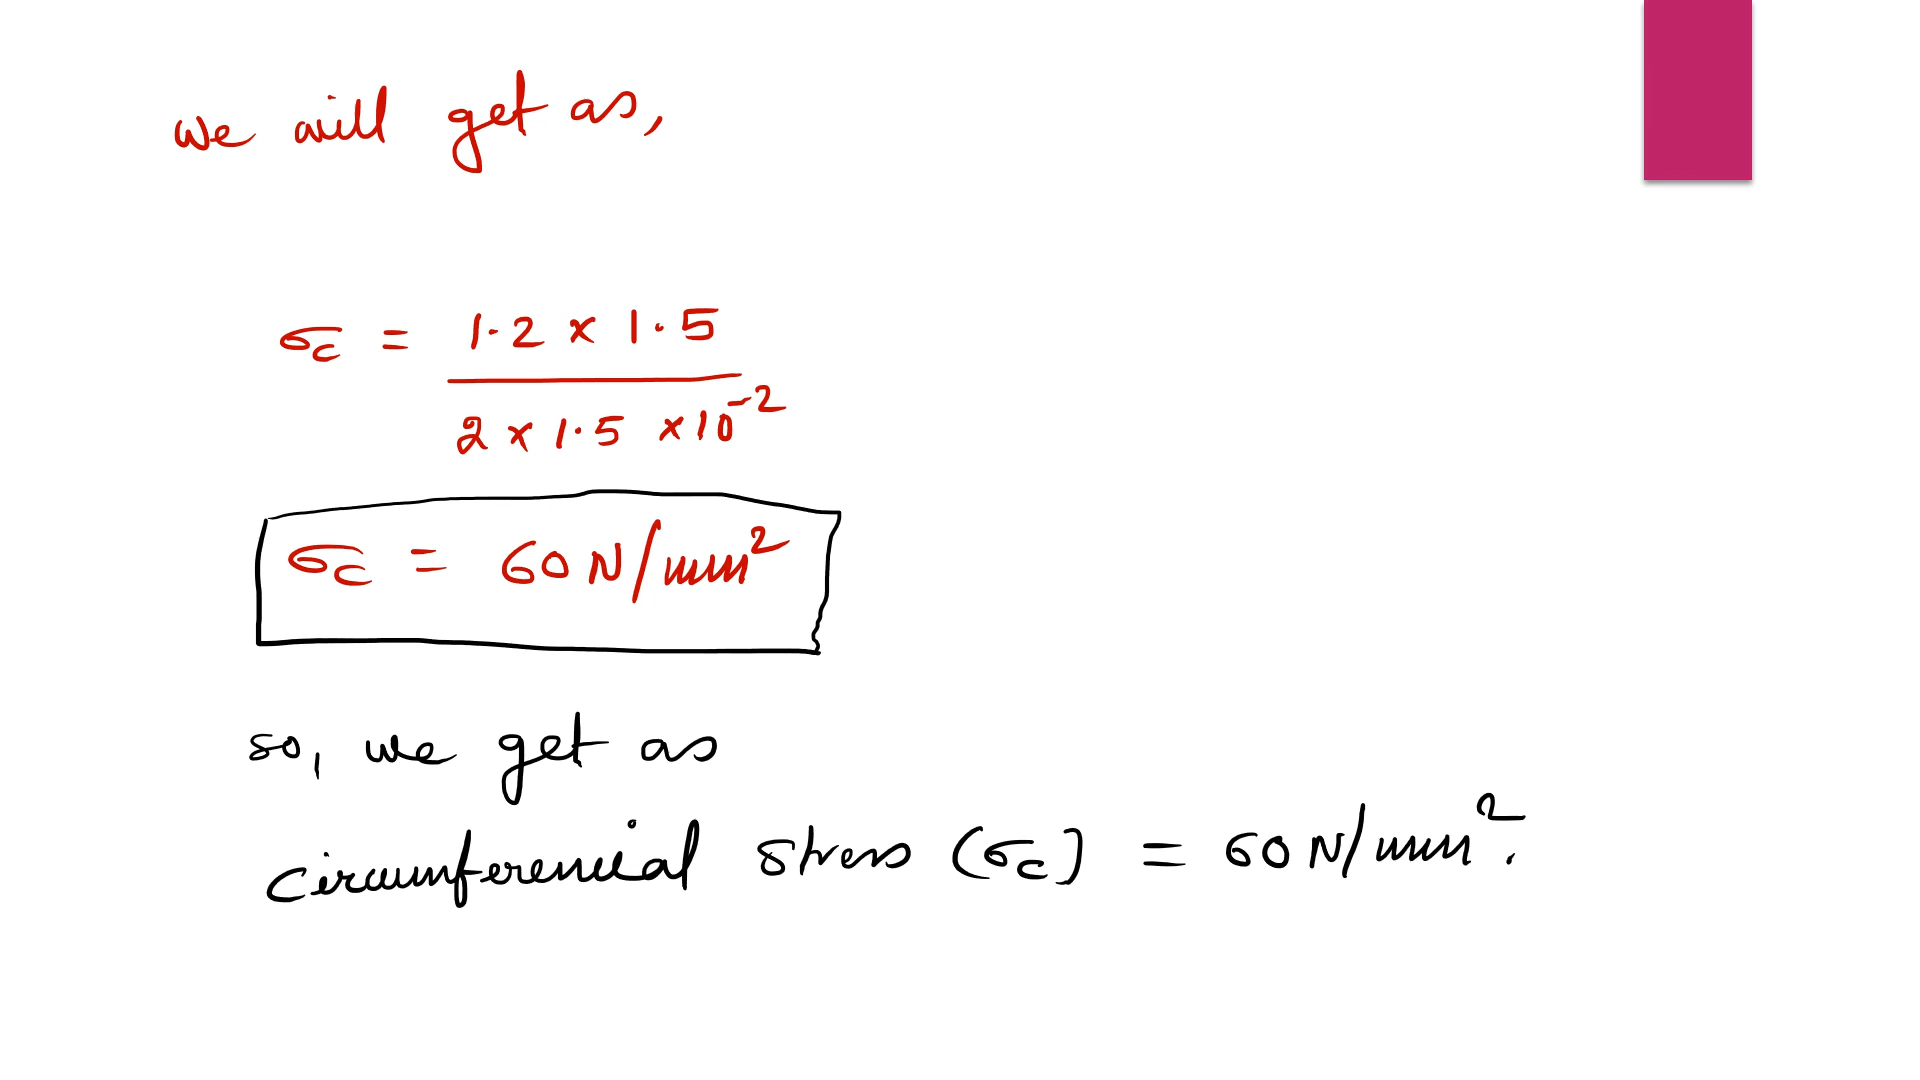 we will get as,
σc = 1.2 x 1.5
2 x 1.5 x 10^-2
σc = 60 N/mm²
so, we get as
circumferencial stress (σc) = 60 N/mm².